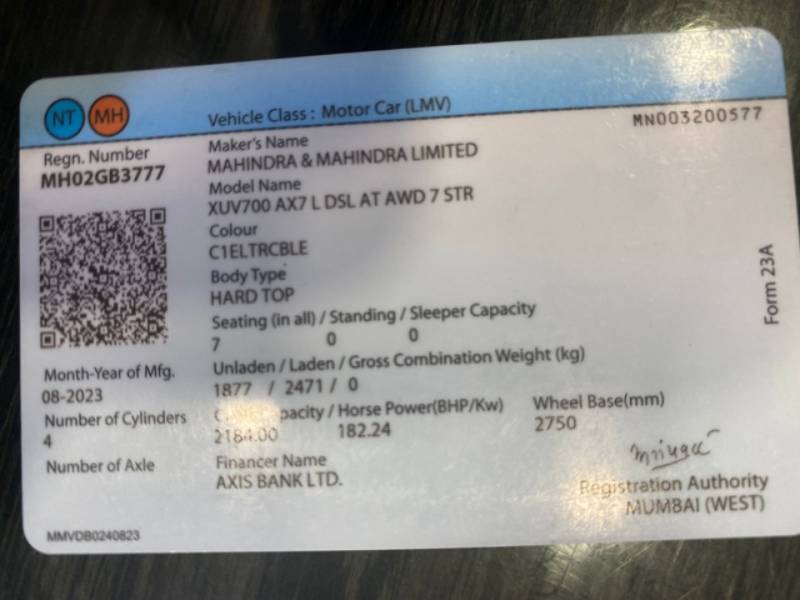 NT MH Vehicle Class : Motor Car (LMV)
MN003200577
Regn. Number
MH02GB3777
Maker's Name
MAHINDRA & MAHINDRA LIMITED
Model Name
XUV700 AX7 L DSL AT AWD 7 STR
Colour
C1ELTRCBLE
Body Type
HARD TOP
Seating (in all) / Standing / Sleeper Capacity
7 0 0
Unladen / Laden / Gross Combination Weight (kg)
1877 / 2471 / 0
Month-Year of Mfg.
08-2023
Number of Cylinders
4
Number of Axle
pacity / Horse Power(BHP/Kw)
2184.00 182.24
Wheel Base(mm)
2750
Financer Name
AXIS BANK LTD.
Form 23A
Registration Authority
MUMBAI (WEST)
MMVDB0240823